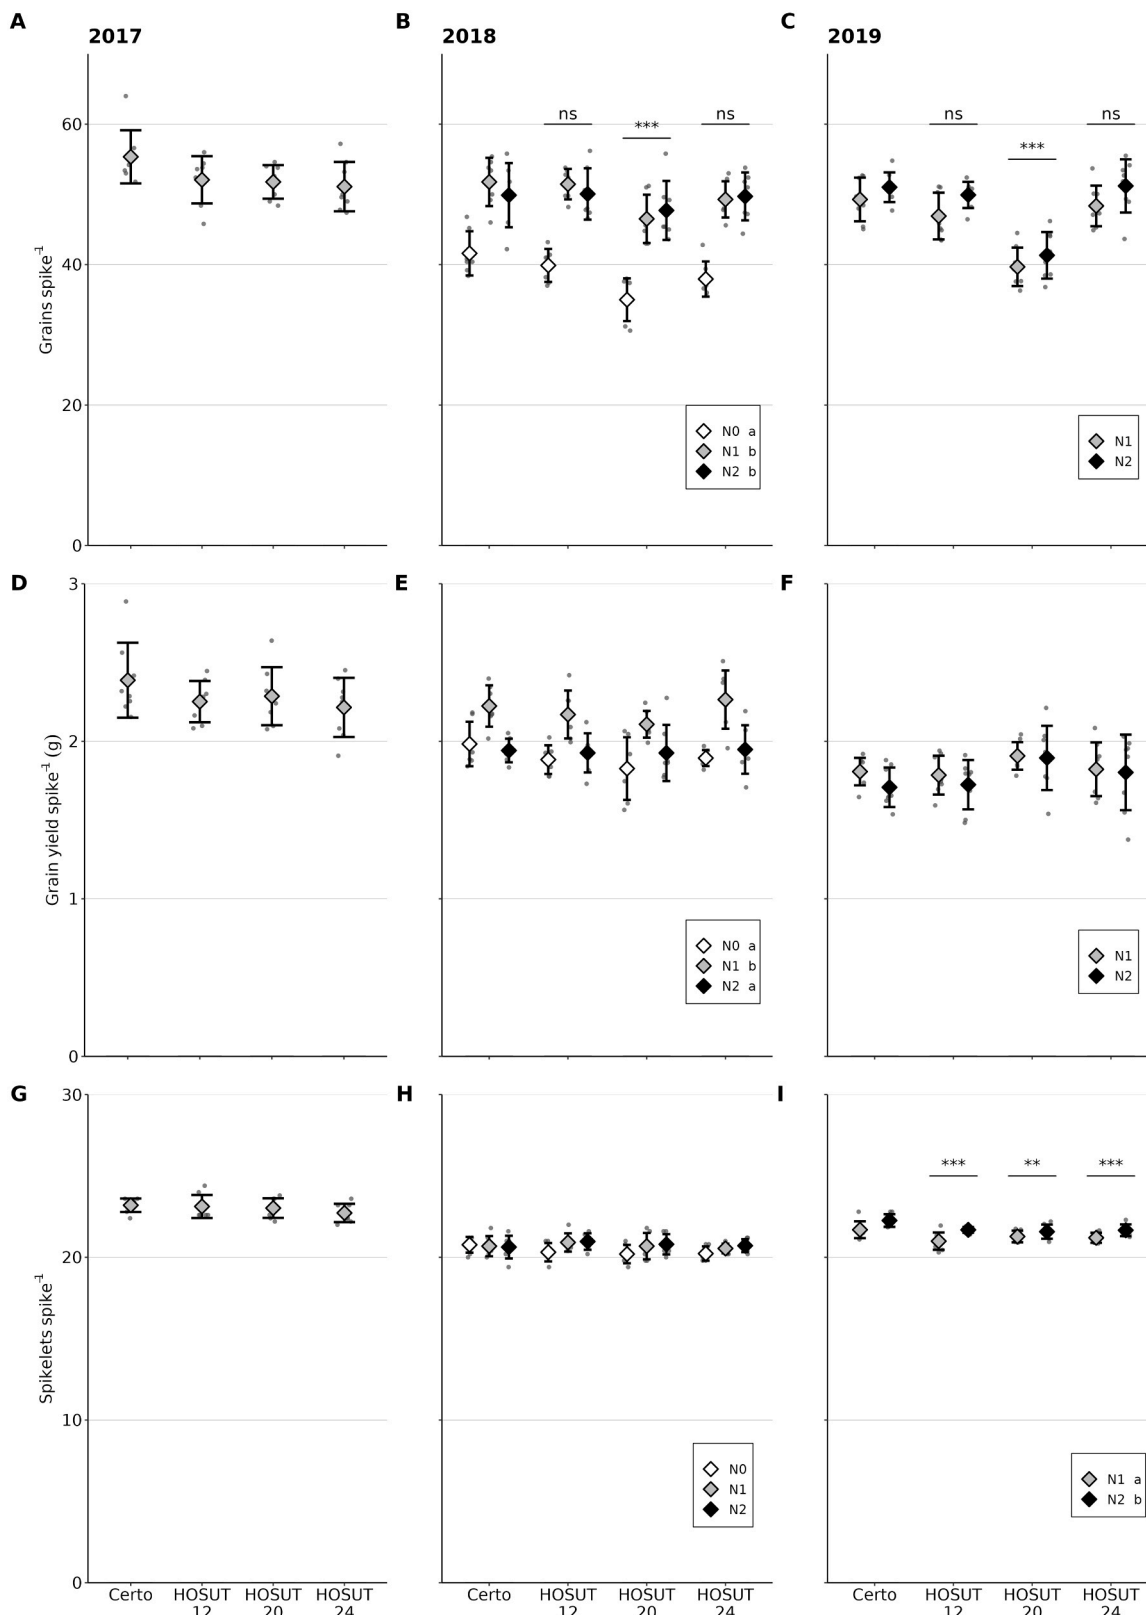 A
2017
B
2018
C
2019
60
40
20
0
Grains spike⁻¹
ns
***
ns
ns
***
ns
N0 a
N1 b
N2 b
N1
N2
D
E
F
3
2
1
0
Grain yield spike⁻¹ (g)
N0 a
N1 b
N2 a
N1
N2
G
H
I
30
20
10
0
Spikelets spike⁻¹
***
**
***
N0
N1
N2
N1 a
N2 b
Certo HOSUT HOSUT HOSUT Certo HOSUT HOSUT HOSUT Certo HOSUT HOSUT HOSUT
12 20 24 12 20 24 12 20 24